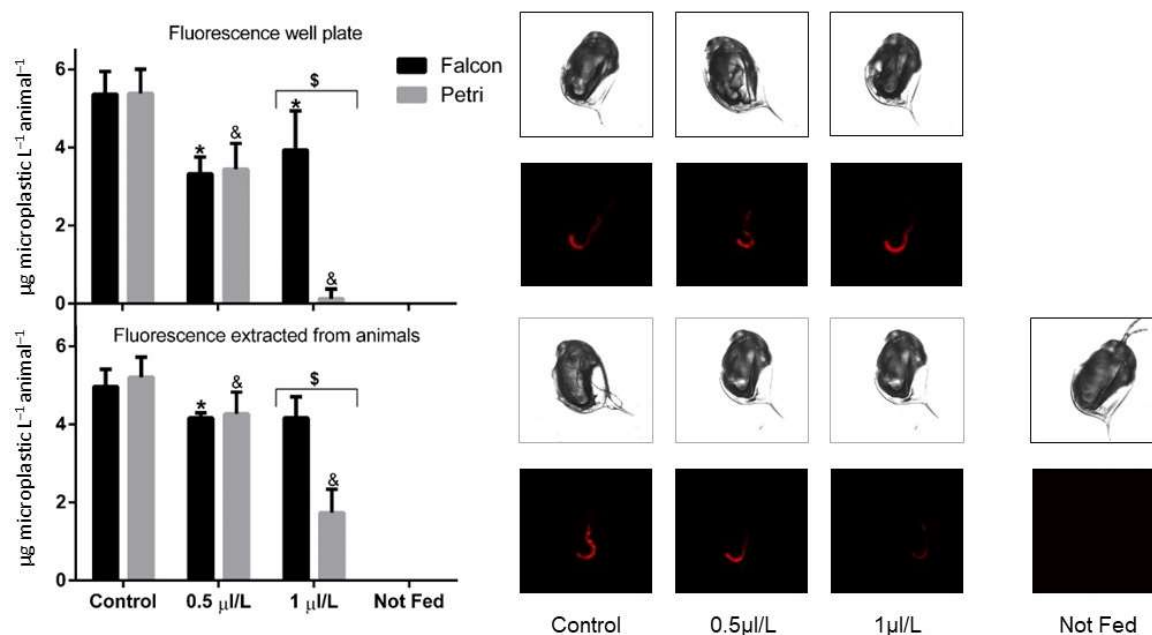 Fluorescence well plate
µg microplastic L⁻¹ animal⁻¹
6
4
2
0
Falcon
Petri
*
&
*
$
&
Fluorescence extracted from animals
µg microplastic L⁻¹ animal⁻¹
6
4
2
0
*
&
$
&
Control 0.5 µl/L 1 µl/L Not Fed
Control 0.5µl/L 1µl/L Not Fed